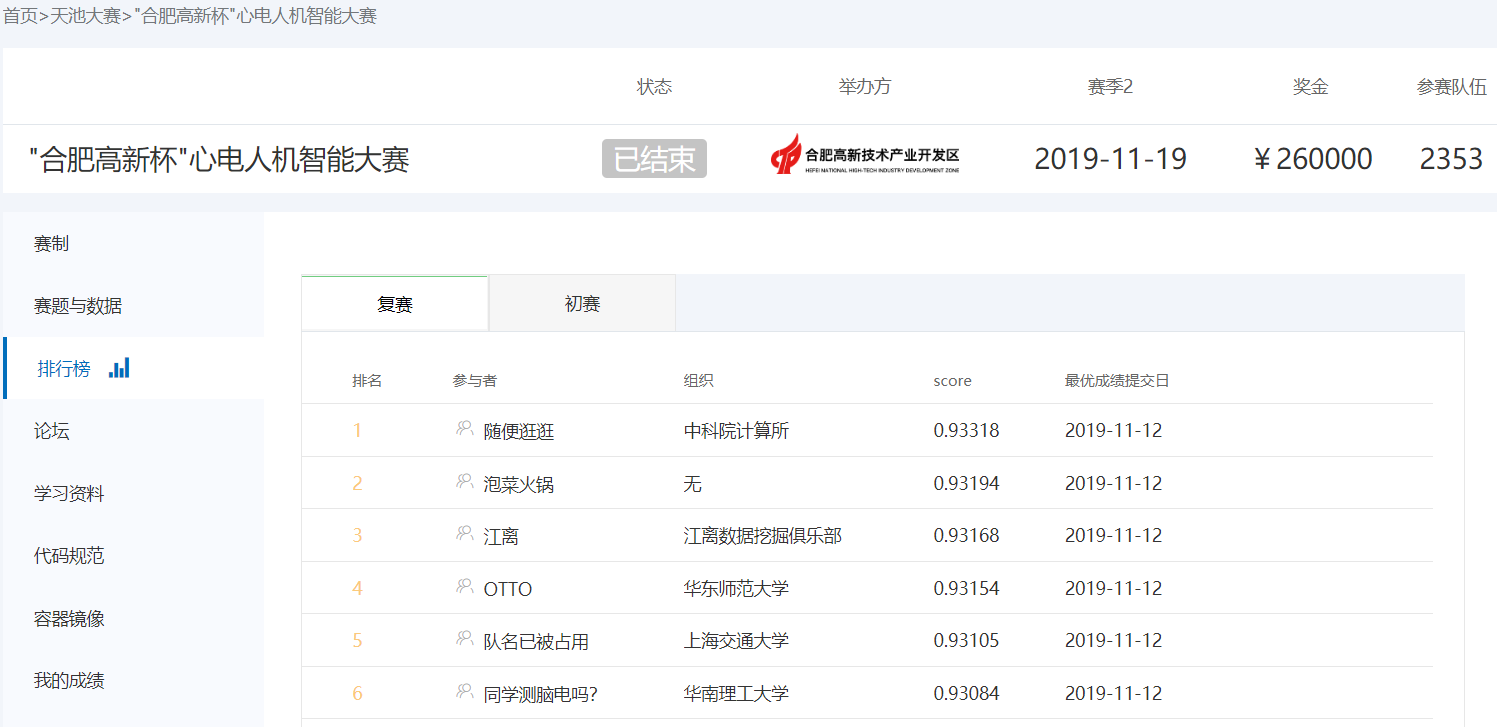 首页>天池大赛>"合肥高新杯"心电人机智能大赛
状态 举办方 赛季2 奖金 参赛队伍
"合肥高新杯"心电人机智能大赛 已结束 合肥高新技术产业开发区 2019-11-19 ￥260000 2353
HEFEI NATIONAL HIGH-TECH INDUSTRY DEVELOPMENT ZONE
赛制
赛题与数据
排行榜
论坛
学习资料
代码规范
容器镜像
我的成绩
复赛 初赛
排名 参与者 组织 score 最优成绩提交日
1 随便逛逛 中科院计算所 0.93318 2019-11-12
2 泡菜火锅 无 0.93194 2019-11-12
3 江离 江离数据挖掘俱乐部 0.93168 2019-11-12
4 OTTO 华东师范大学 0.93154 2019-11-12
5 队名已被占用 上海交通大学 0.93105 2019-11-12
6 同学测脑电吗? 华南理工大学 0.93084 2019-11-12